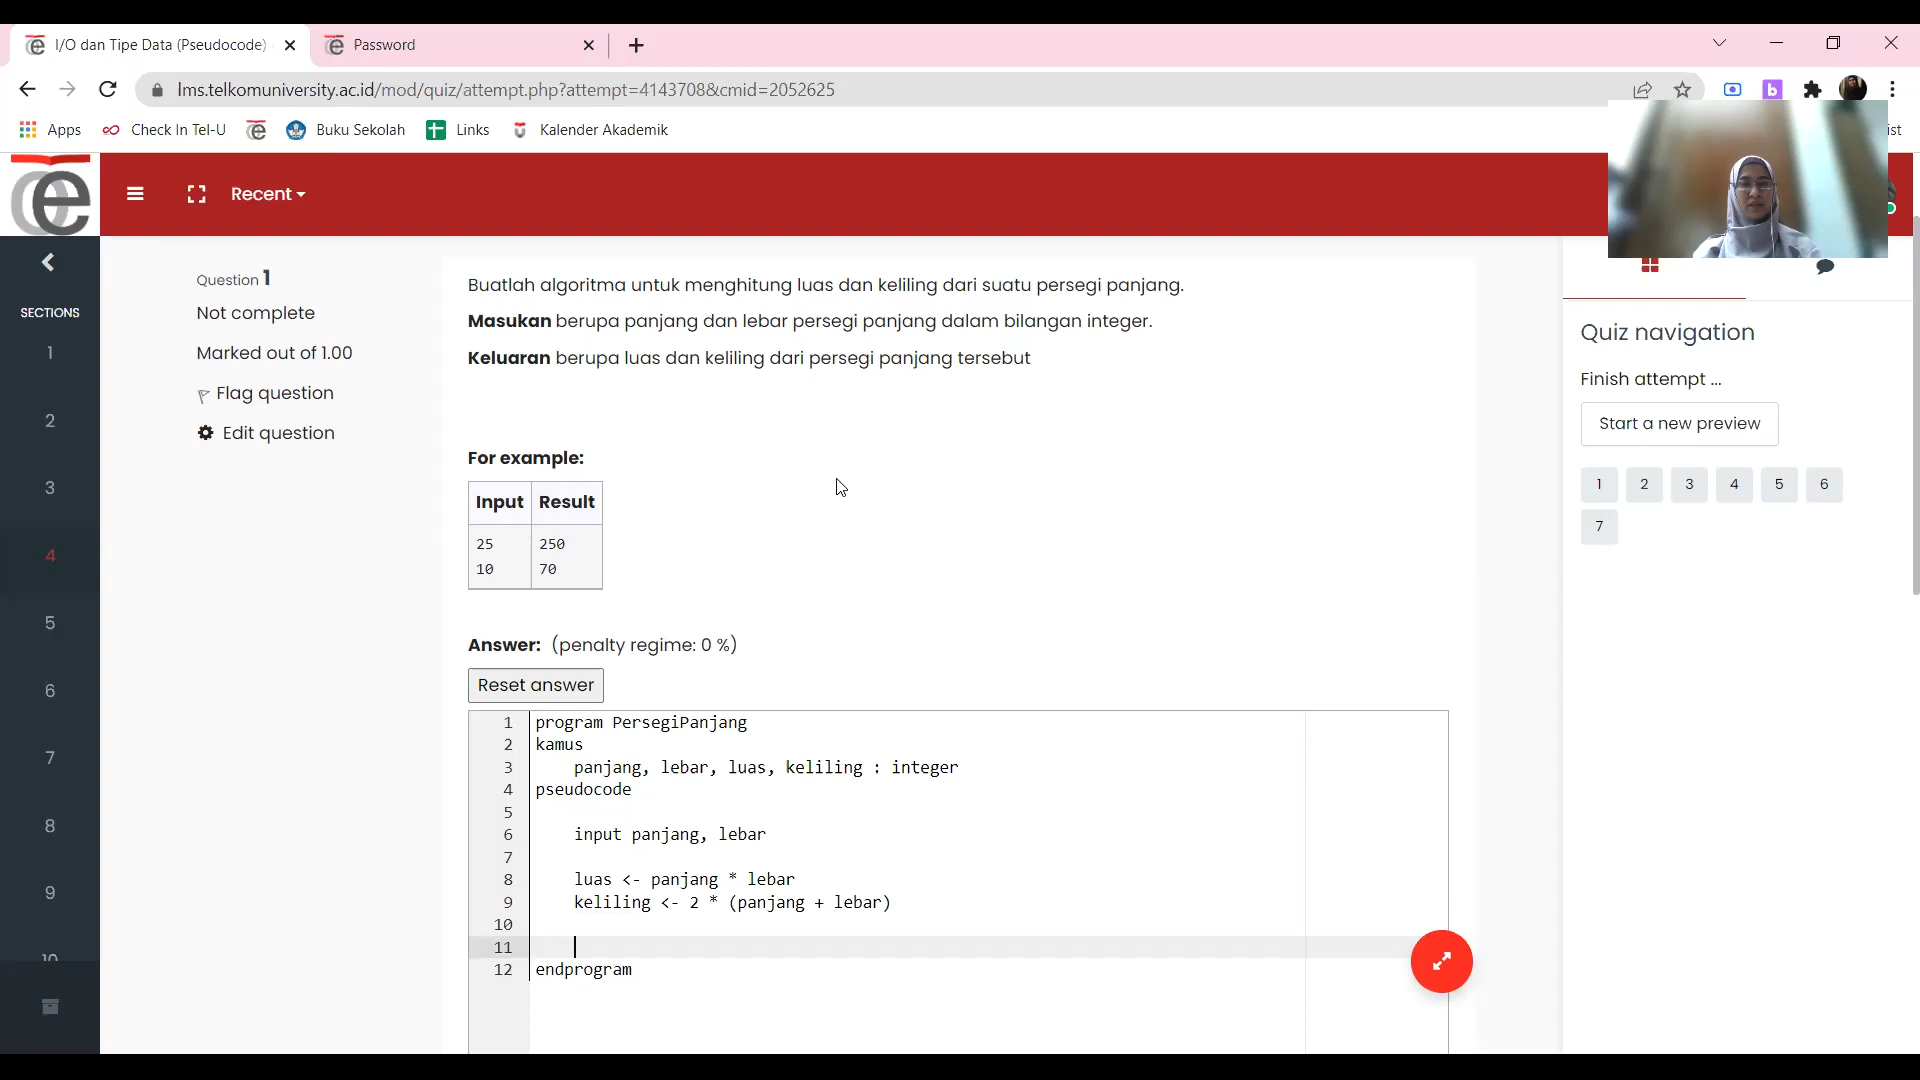 I/O dan Tipe Data (Pseudocode)
Password
lms.telkomuniversity.ac.id/mod/quiz/attempt.php?attempt=4143708&cmid=2052625
b
Apps
Check In Tel-U
Buku Sekolah
Links
Kalender Akademik
ist
Recent
SECTIONS
1
2
3
4
5
6
7
8
9
10
Question 1
Not complete
Marked out of 1.00
Flag question
Edit question
Buatlah algoritma untuk menghitung luas dan keliling dari suatu persegi panjang.
Masukan berupa panjang dan lebar persegi panjang dalam bilangan integer.
Keluaran berupa luas dan keliling dari persegi panjang tersebut
For example:
Input Result
25 250
10 70
Answer: (penalty regime: 0 %)
Reset answer
1 program PersegiPanjang
2 kamus
3 panjang, lebar, luas, keliling : integer
4 pseudocode
5
6 input panjang, lebar
7
8 luas <- panjang * lebar
9 keliling <- 2 * (panjang + lebar)
10
11
12 endprogram
Quiz navigation
Finish attempt ...
Start a new preview
1 2 3 4 5 6
7